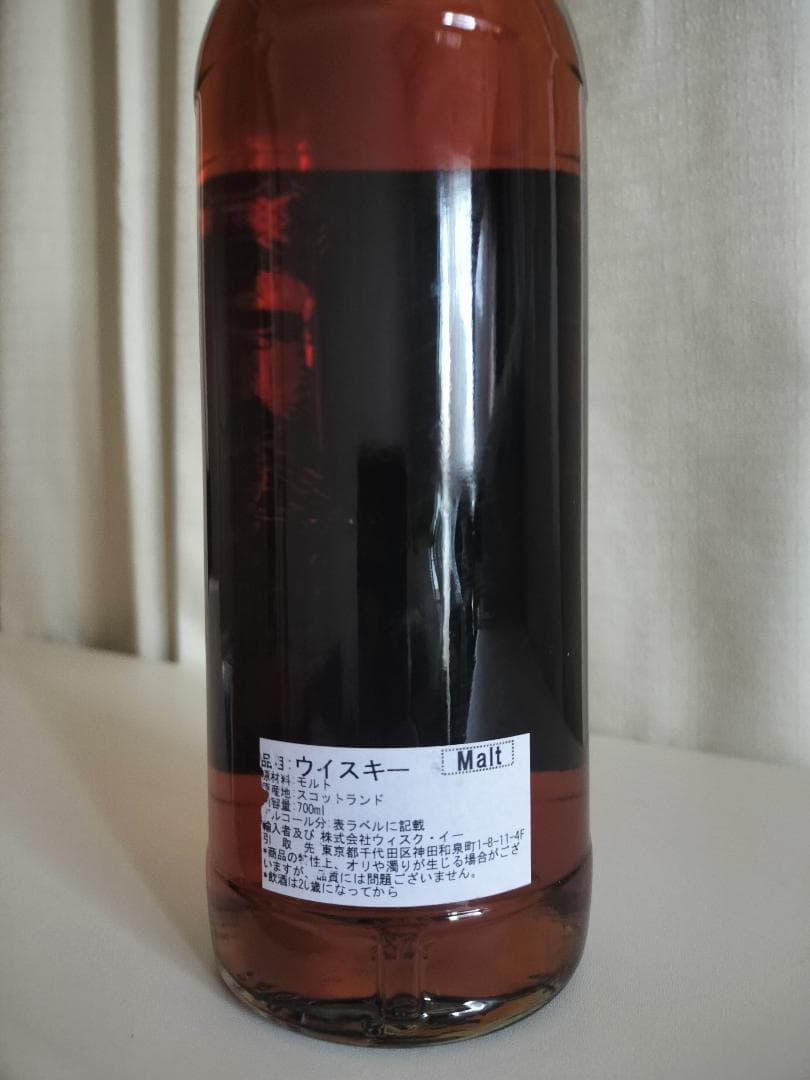 品目:ウイスキー
Malt
原材料:モルト
原産地:スコットランド
内容量:700ml
アルコール分:表ラベルに記載
輸入者及び 株式会社ウィスク・イー
引 取 先 東京都千代田区神田和泉町1-8-11-4F
●商品の特性上、オリや濁りが生じる場合がござ
いますが、品質には問題ございません。
●飲酒は20歳になってから